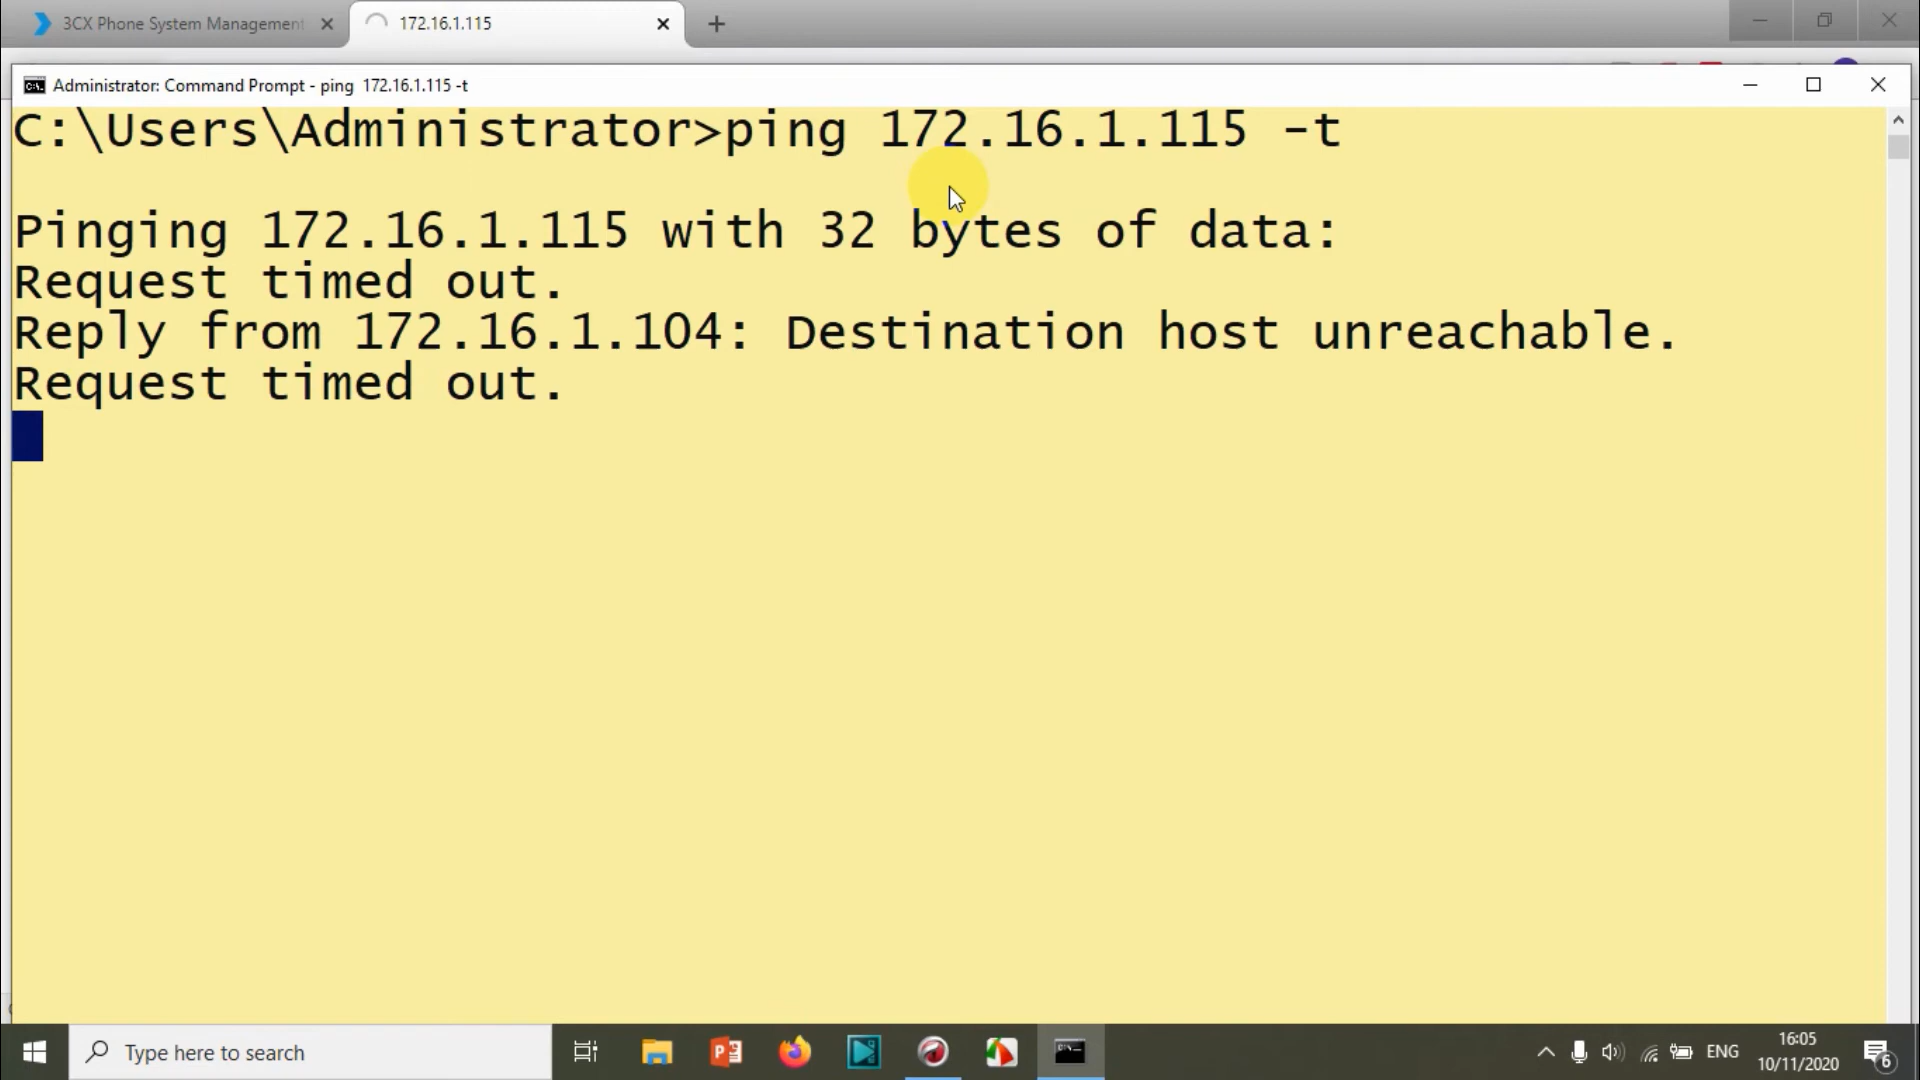 3CX Phone System Management
172.16.1.115
Administrator: Command Prompt - ping  172.16.1.115 -t
C:\Users\Administrator>ping 172.16.1.115 -t
Pinging 172.16.1.115 with 32 bytes of data:
Request timed out.
Reply from 172.16.1.104: Destination host unreachable.
Request timed out.
Type here to search
ENG
16:05
10/11/2020
6